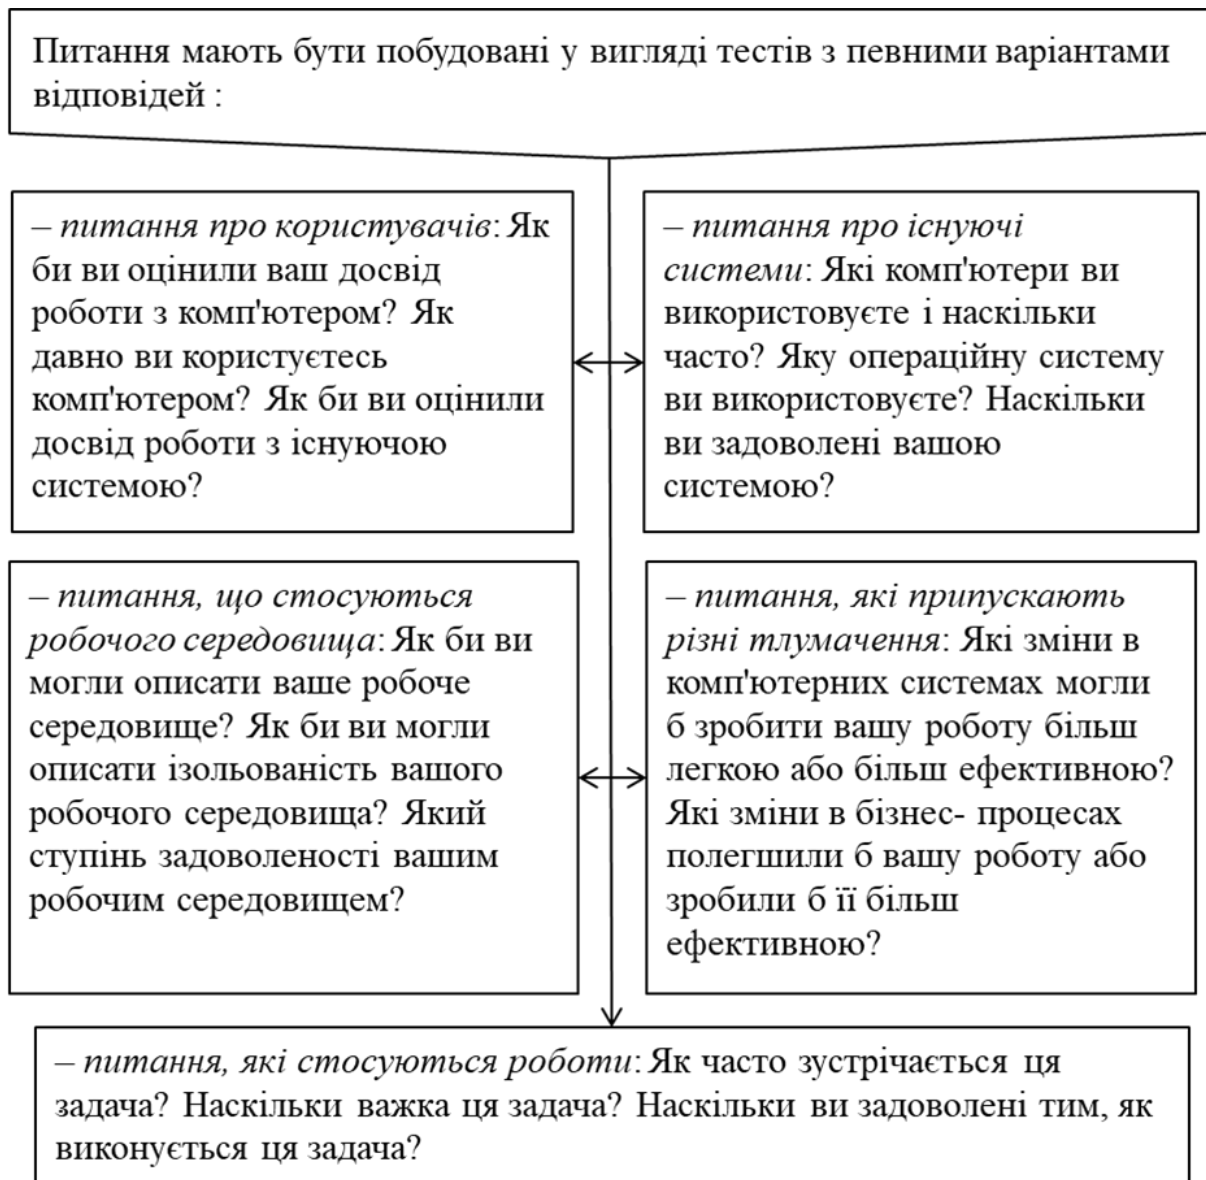 Питання мають бути побудовані у вигляді тестів з певними варіантами
відповідей :
– питання про користувачів: Як
би ви оцінили ваш досвід
роботи з комп'ютером? Як
давно ви користуєтесь
комп'ютером? Як би ви оцінили
досвід роботи з існуючою
системою?
– питання про існуючі
системи: Які комп'ютери ви
використовуєте і наскільки
часто? Яку операційну систему
ви використовуєте? Наскільки
ви задоволені вашою
системою?
– питання, що стосуються
робочого середовища: Як би ви
могли описати ваше робоче
середовище? Як би ви могли
описати ізольованість вашого
робочого середовища? Який
ступінь задоволеності вашим
робочим середовищем?
– питання, які припускають
різні тлумачення: Які зміни в
комп'ютерних системах могли
б зробити вашу роботу більш
легкою або більш ефективною?
Які зміни в бізнес- процесах
полегшили б вашу роботу або
зробили б її більш
ефективною?
– питання, які стосуються роботи: Як часто зустрічається ця
задача? Наскільки важка ця задача? Наскільки ви задоволені тим, як
виконується ця задача?